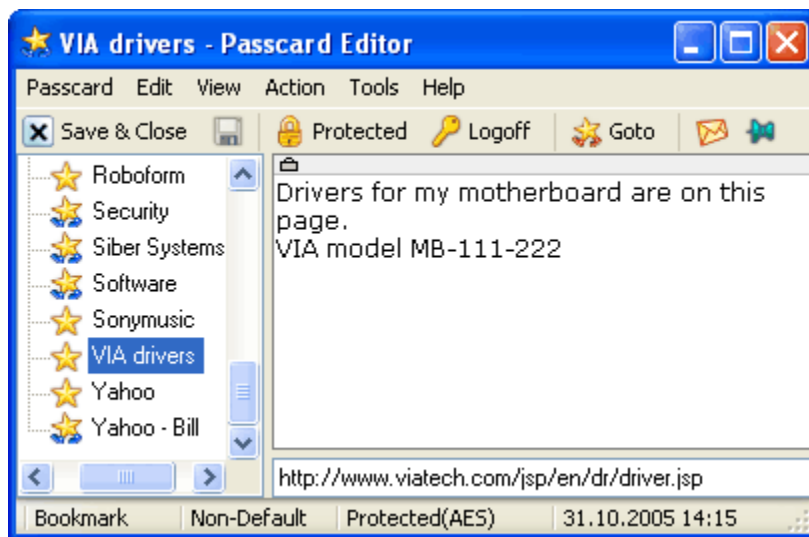 VIA drivers - Passcard Editor
Passcard Edit View Action Tools Help
Save & Close Protected Logoff Goto
Roboform
Security
Siber Systems
Software
Sonymusic
VIA drivers
Yahoo
Yahoo - Bill
Drivers for my motherboard are on this
page.
VIA model MB-111-222
http://www.viatech.com/jsp/en/dr/driver.jsp
Bookmark Non-Default Protected(AES) 31.10.2005 14:15